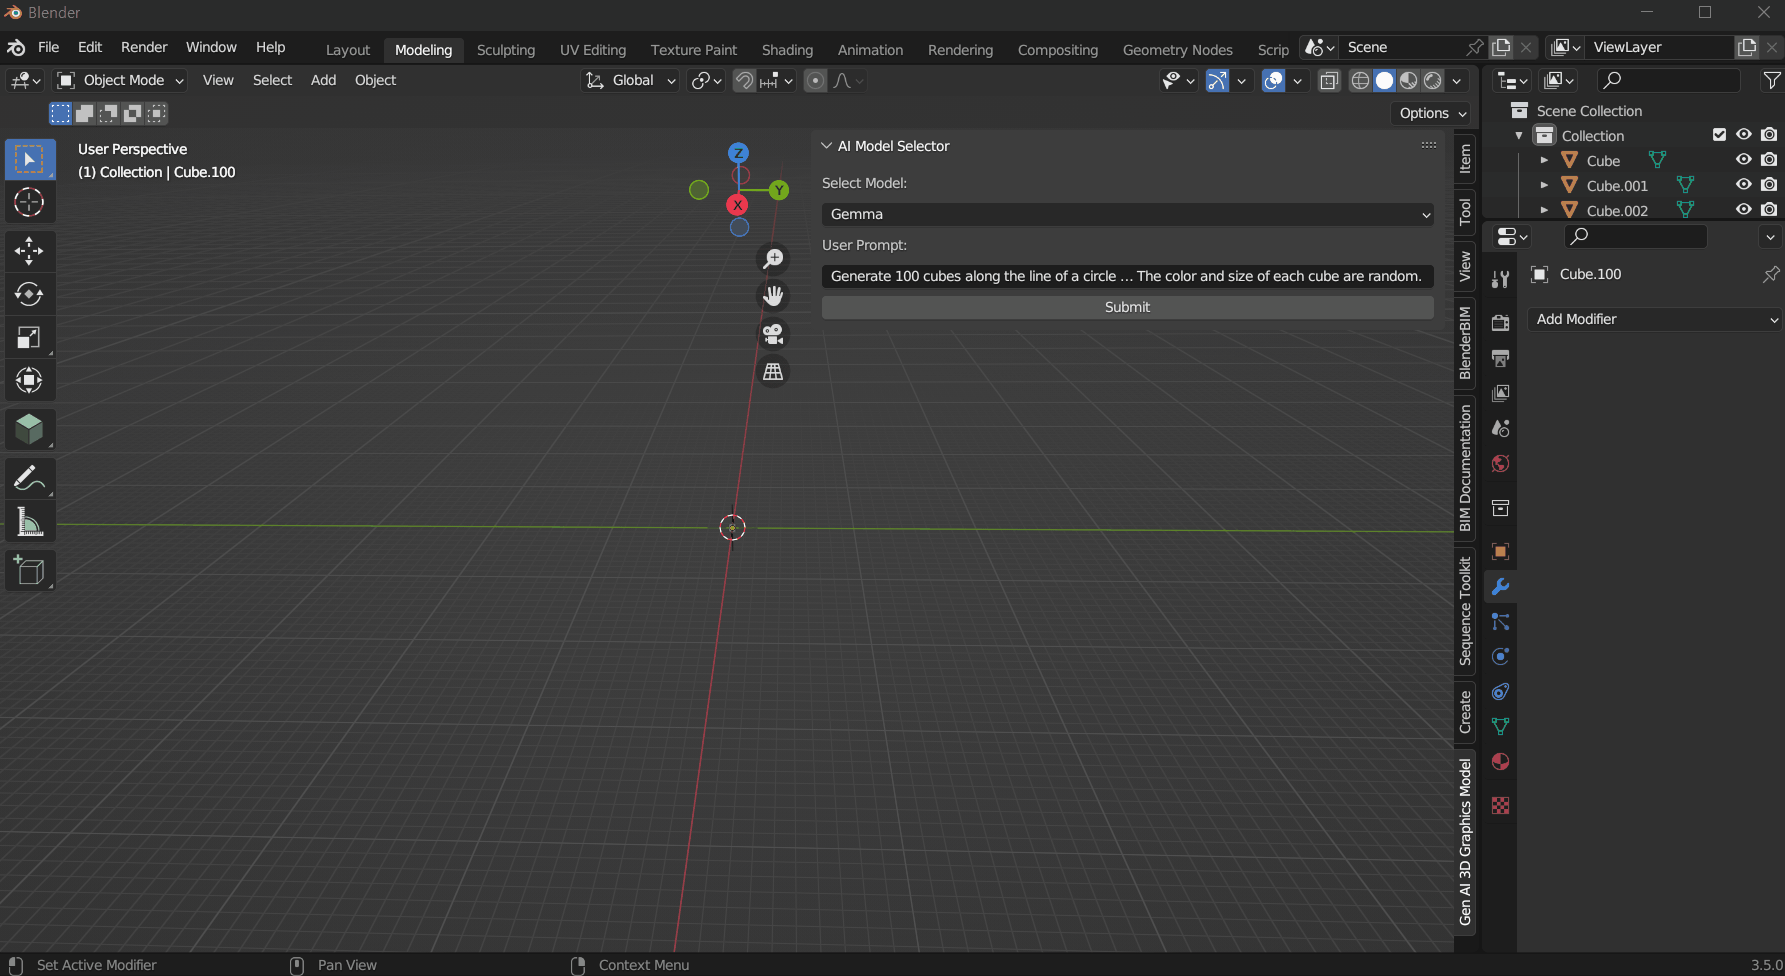 Blender
File Edit Render Window Help Layout Modeling Sculpting UV Editing Texture Paint Shading Animation Rendering Compositing Geometry Nodes Scrip Scene ViewLayer
Object Mode View Select Add Object Global
Options
User Perspective
(1) Collection | Cube.100
Z
Y
X
AI Model Selector
Select Model:
Gemma
User Prompt:
Generate 100 cubes along the line of a circle ... The color and size of each cube are random.
Submit
Item
Tool
View
BlenderBIM
BIM Documentation
Sequence Toolkit
Create
Gen AI 3D Graphics Model
Scene Collection
Collection
Cube
Cube.001
Cube.002
Cube.100
Add Modifier
Set Active Modifier Pan View Context Menu 3.5.0